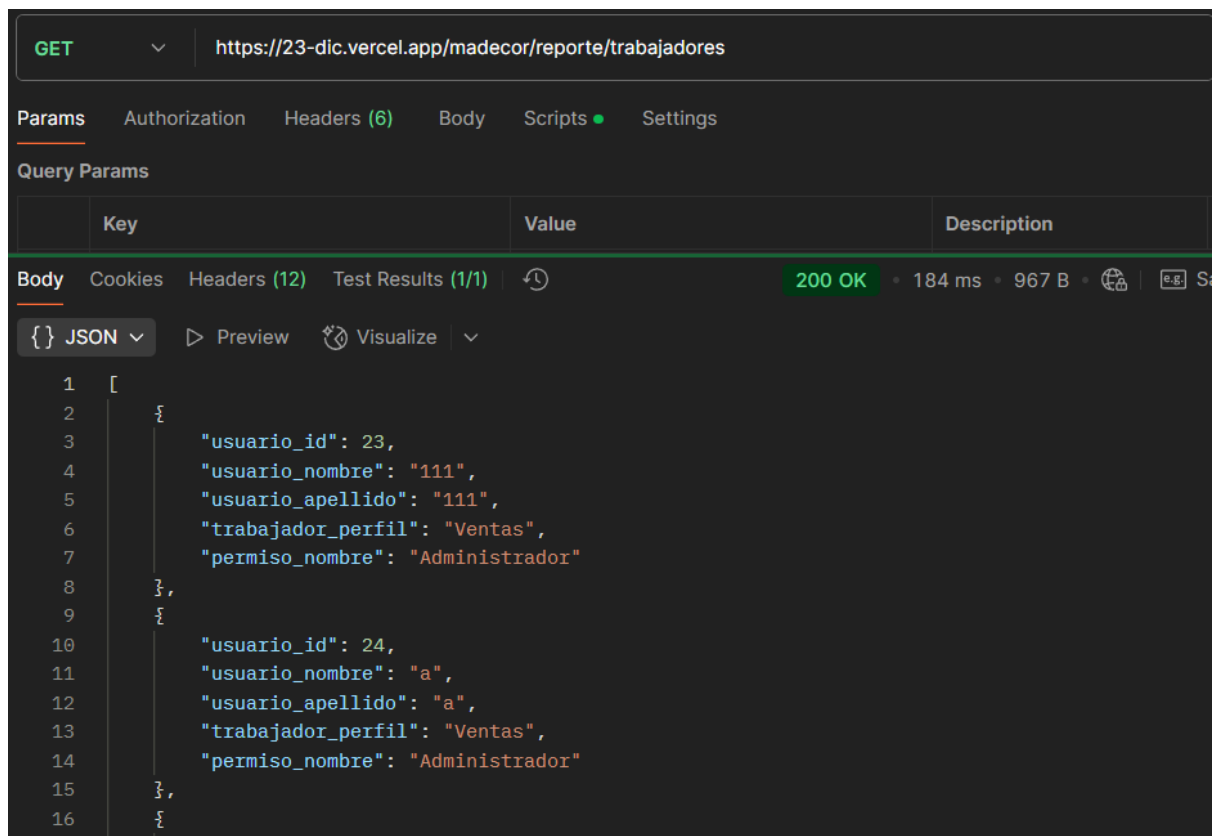 GET https://23-dic.vercel.app/madecor/reporte/trabajadores
Params Authorization Headers (6) Body Scripts Settings
Query Params
Key Value Description
Body Cookies Headers (12) Test Results (1/1) 200 OK • 184 ms • 967 B e.g. Sa
{} JSON Preview Visualize
1 [
2 {
3 "usuario_id": 23,
4 "usuario_nombre": "111",
5 "usuario_apellido": "111",
6 "trabajador_perfil": "Ventas",
7 "permiso_nombre": "Administrador"
8 },
9 {
10 "usuario_id": 24,
11 "usuario_nombre": "a",
12 "usuario_apellido": "a",
13 "trabajador_perfil": "Ventas",
14 "permiso_nombre": "Administrador"
15 },
16 {